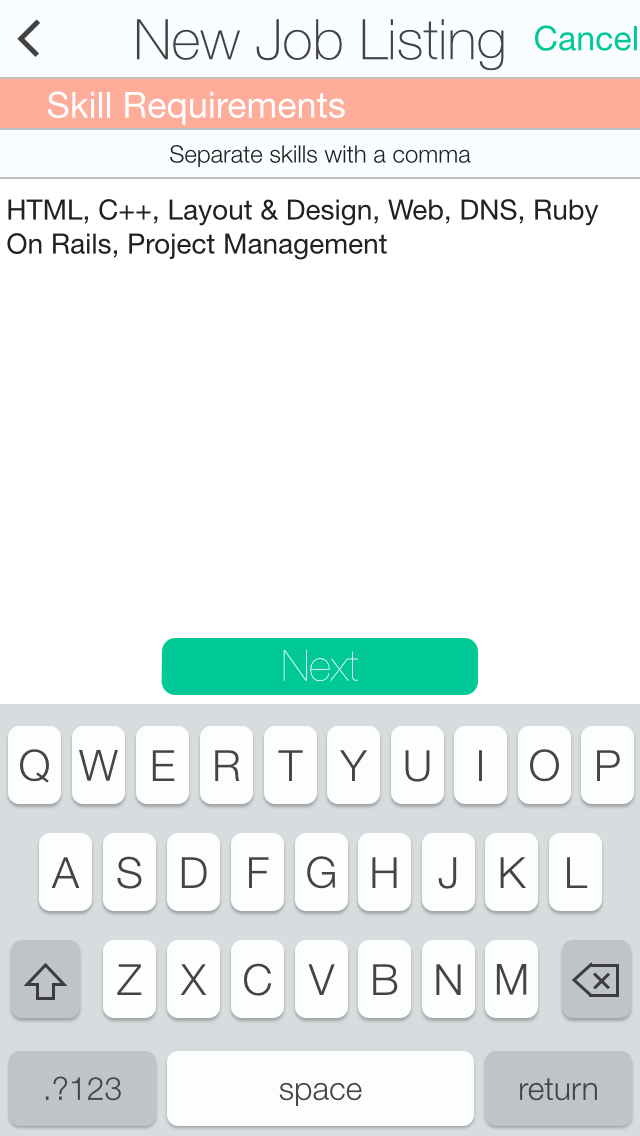 New Job Listing Cancel
Skill Requirements
Separate skills with a comma
HTML, C++, Layout & Design, Web, DNS, Ruby
On Rails, Project Management
Next
Q W E R T Y U I O P
A S D F G H J K L
Z X C V B N M
.?123 space return